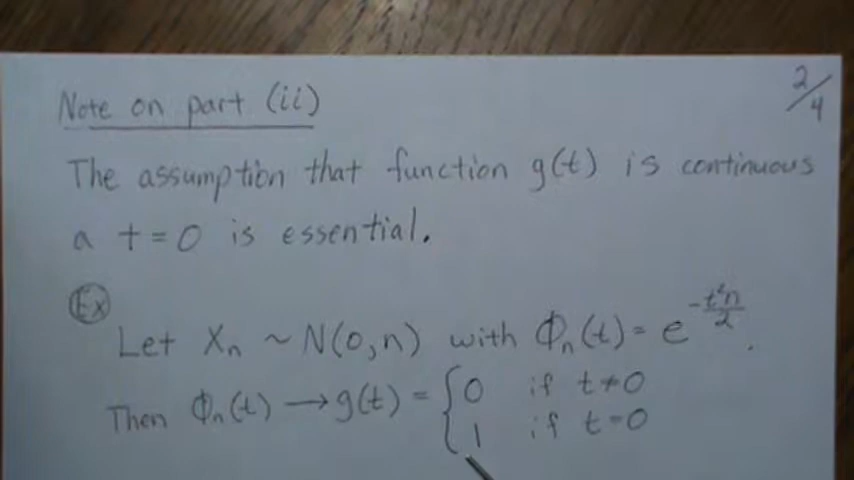 2/4
Note on part (ii)
The assumption that function g(t) is continuous
a t=0 is essential.
Ex
Let Xn ~ N(0,n) with Φn(t) = e^(-t²n/2).
Then Φn(t) → g(t) = { 0 if t≠0
1 if t=0